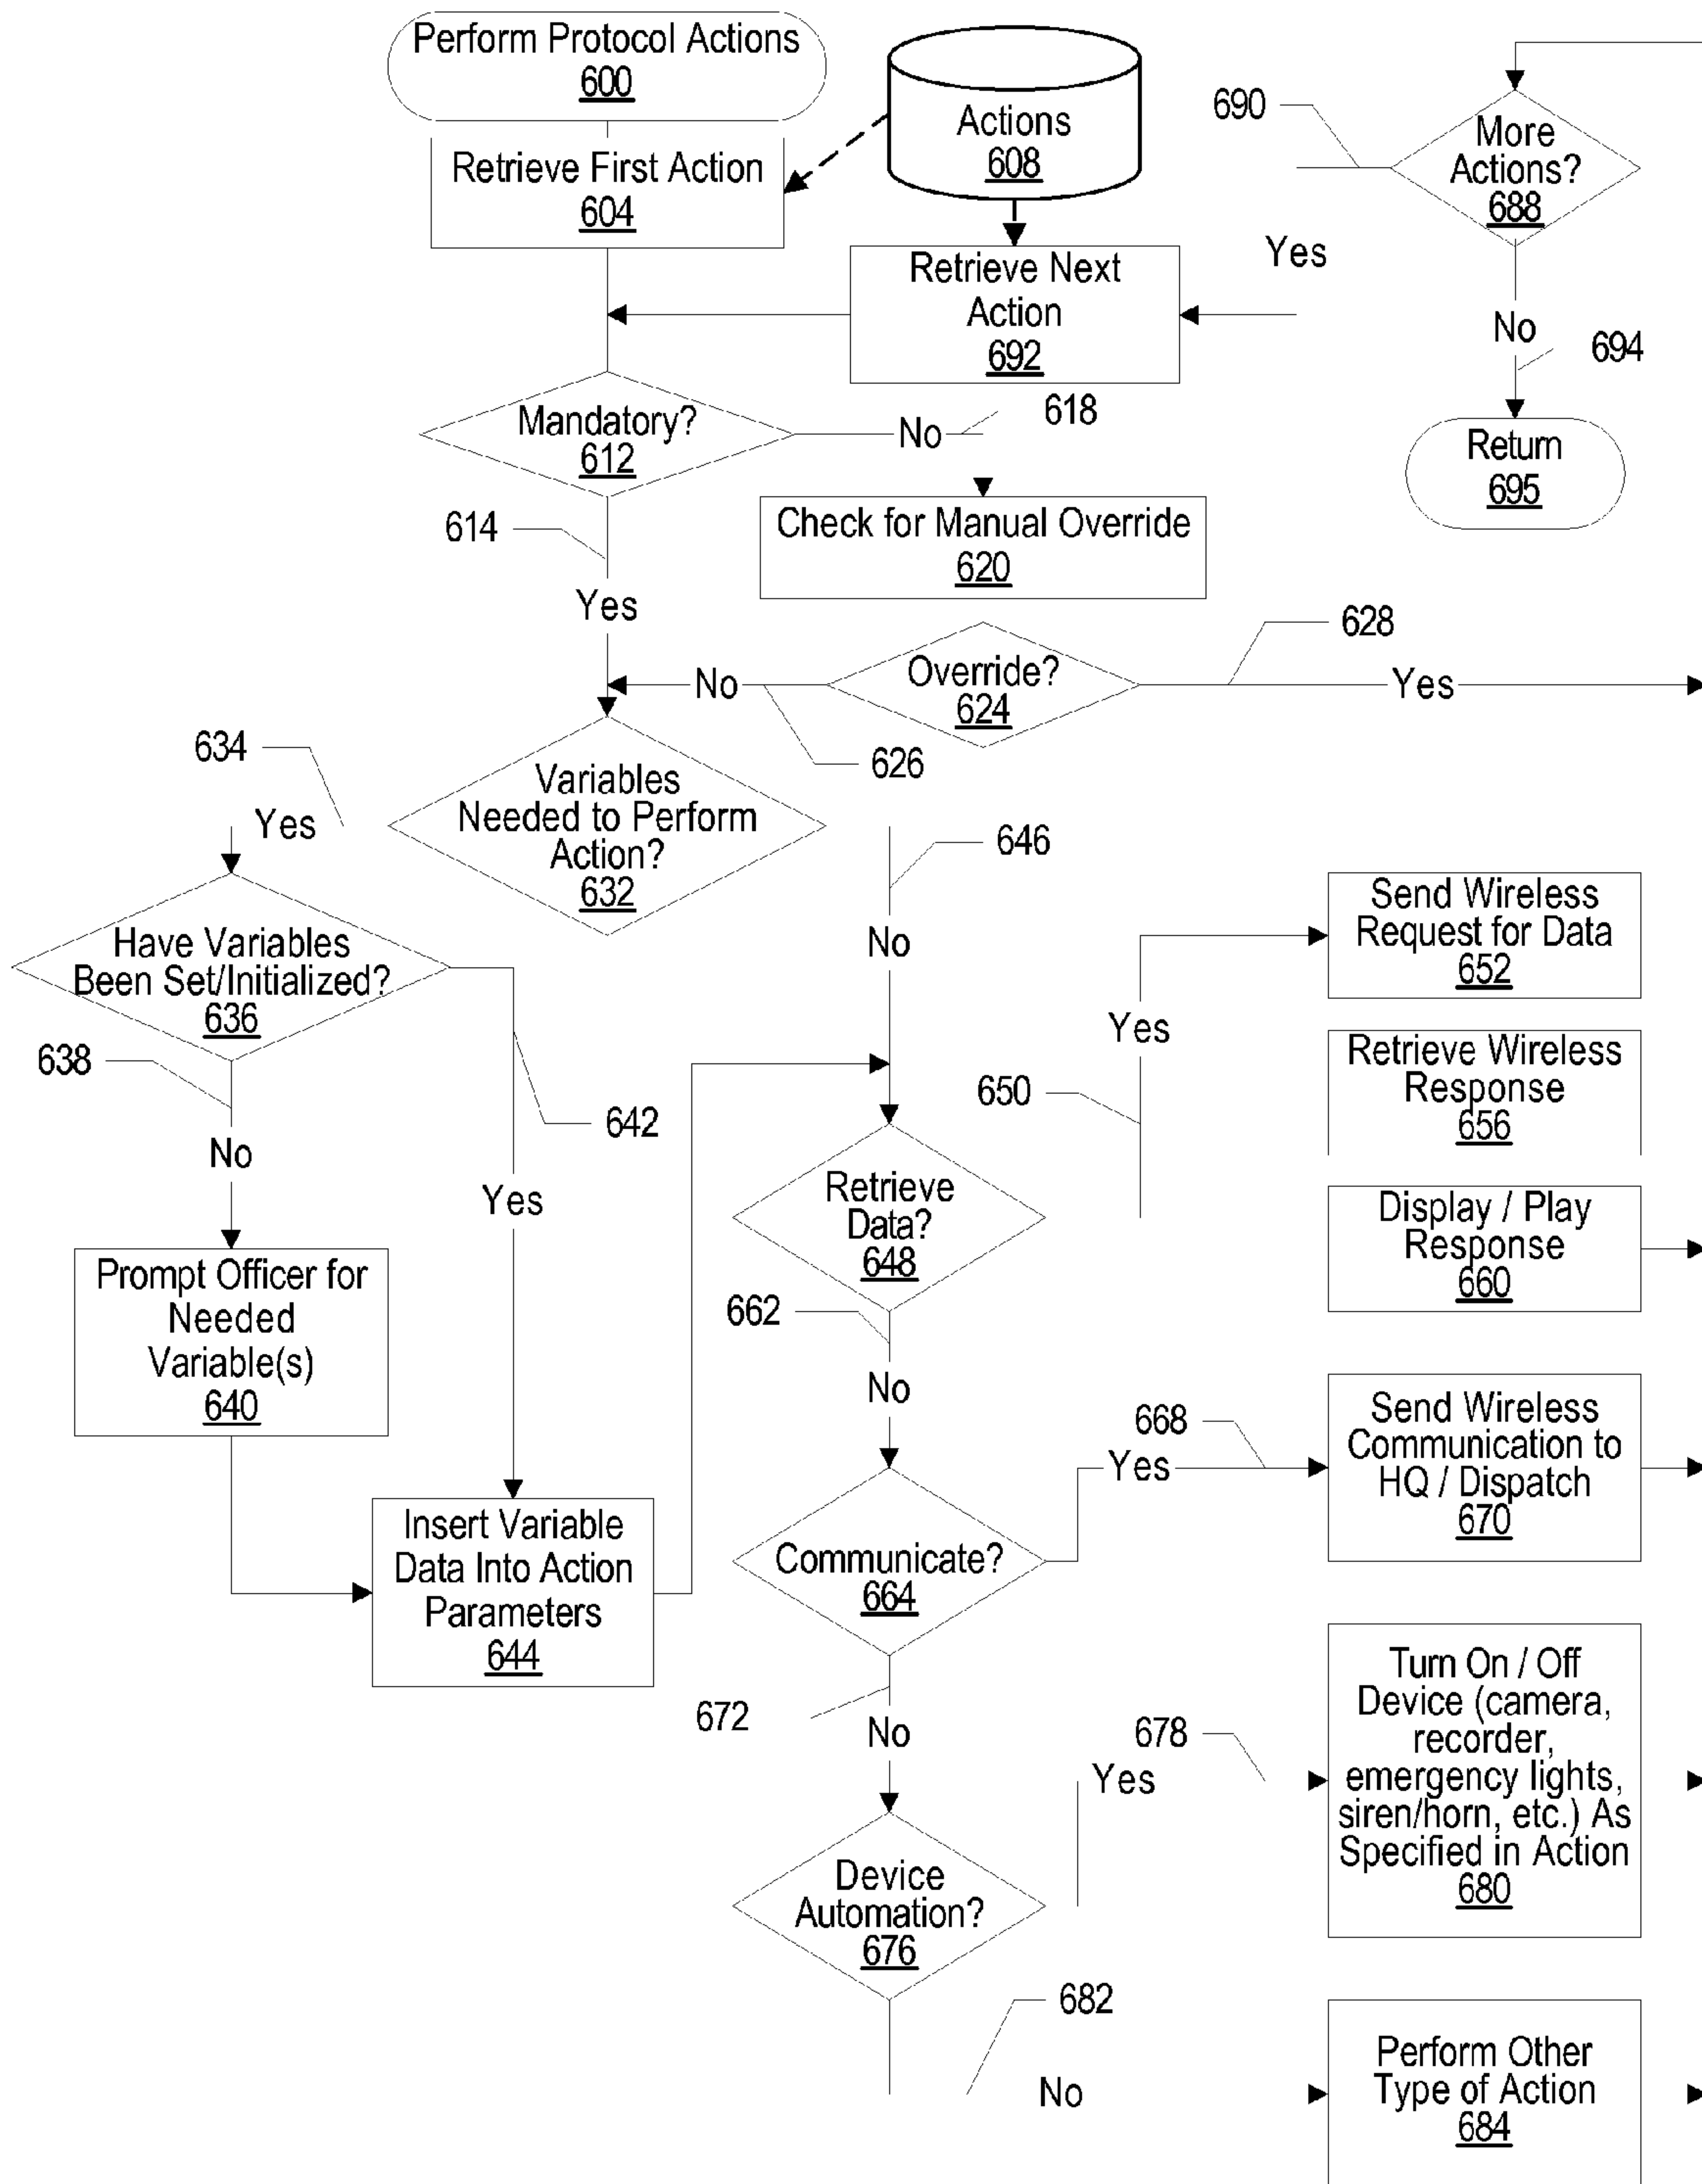 Perform Protocol Actions
600
Retrieve First Action
604
Actions
608
690
More
Actions?
688
Yes
Retrieve Next
Action
692
No
694
Return
695
Mandatory?
612
No
618
614
Yes
Check for Manual Override
620
Override?
624
628
Yes
No
626
634
Yes
Variables
Needed to Perform
Action?
632
646
No
Have Variables
Been Set/Initialized?
636
638
No
642
Yes
Prompt Officer for
Needed
Variable(s)
640
Insert Variable
Data Into Action
Parameters
644
Retrieve
Data?
648
650
Yes
Send Wireless
Request for Data
652
Retrieve Wireless
Response
656
Display / Play
Response
660
662
No
Communicate?
664
668
Yes
Send Wireless
Communication to
HQ / Dispatch
670
672
No
Device
Automation?
676
678
Yes
Turn On / Off
Device (camera,
recorder,
emergency lights,
siren/horn, etc.) As
Specified in Action
680
682
No
Perform Other
Type of Action
684